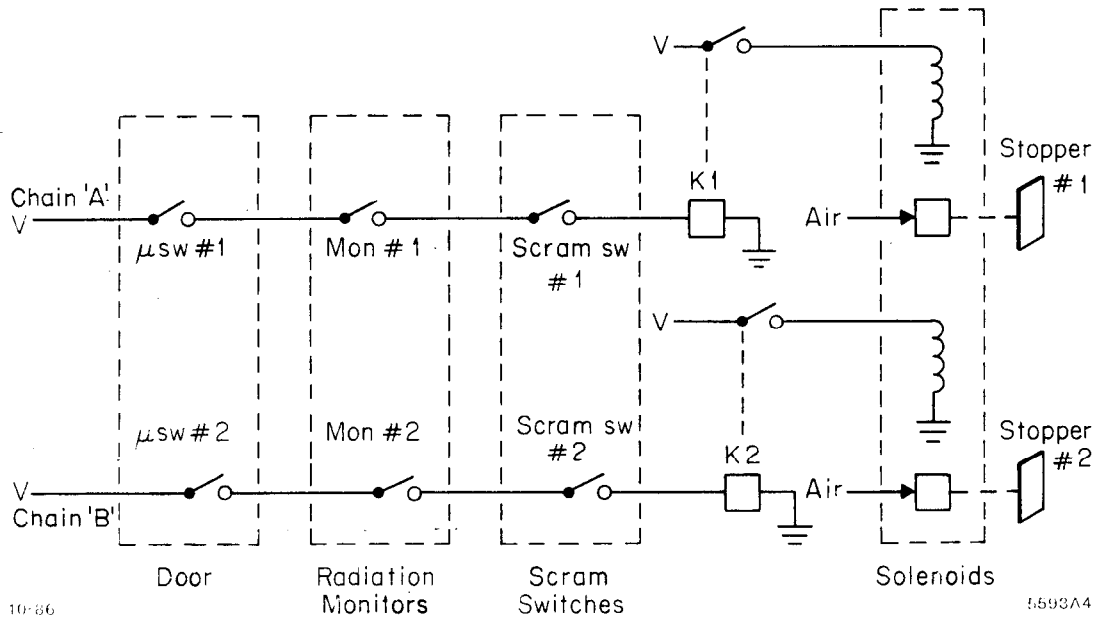 V
Stopper
#1
K1
Chain 'A'
V
Air
μsw #1
Mon #1
Scram sw
#1
V
μsw #2
Mon #2
Scram sw
#2
Stopper
#2
K2
V
Chain 'B'
Air
Door
Radiation
Monitors
Scram
Switches
Solenoids
10-86
5593A4